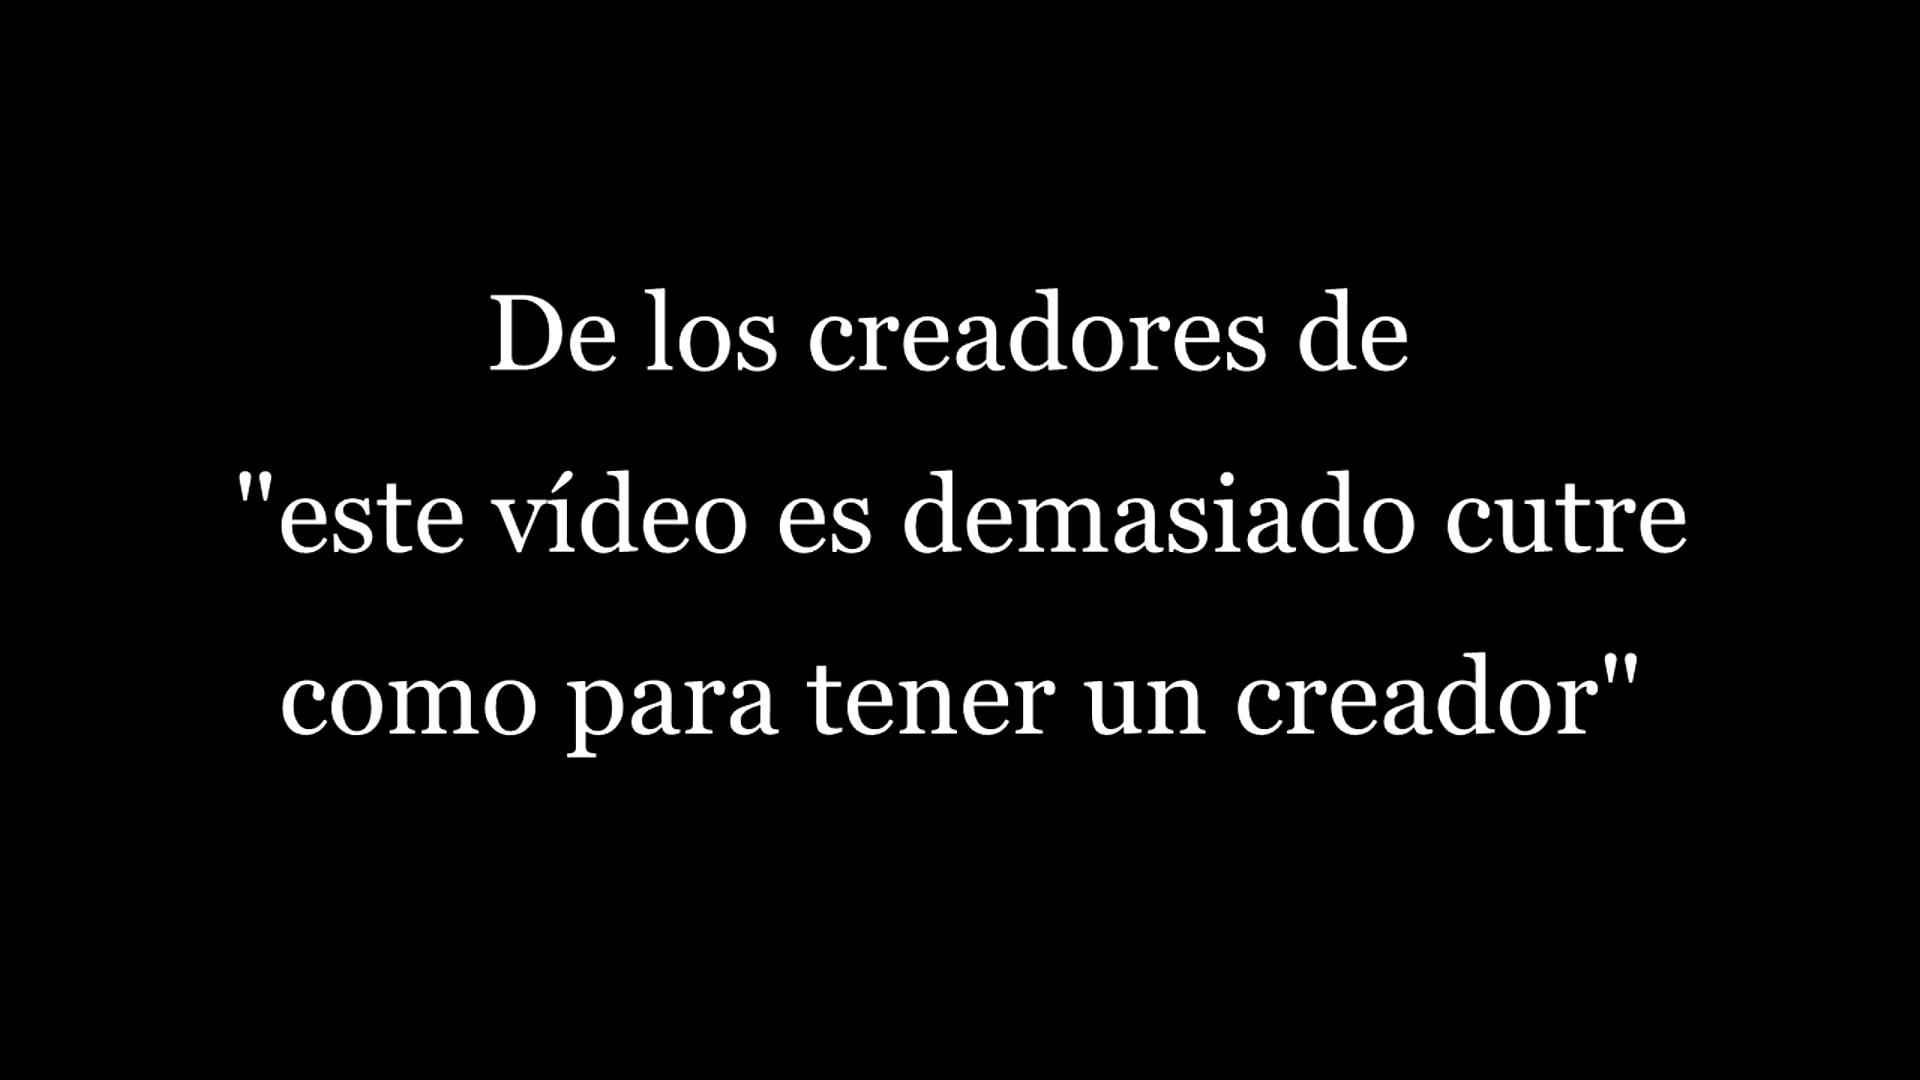 De los creadores de
"este vídeo es demasiado cutre
como para tener un creador"